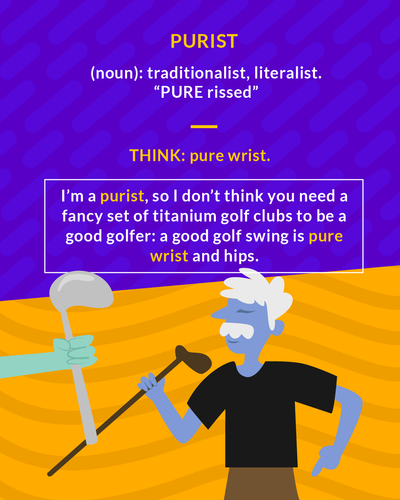 PURIST
(noun): traditionalist, literalist.
“PURE rissed”
THINK: pure wrist.
I’m a purist, so I don’t think you need a
fancy set of titanium golf clubs to be a
good golfer: a good golf swing is pure
wrist and hips.